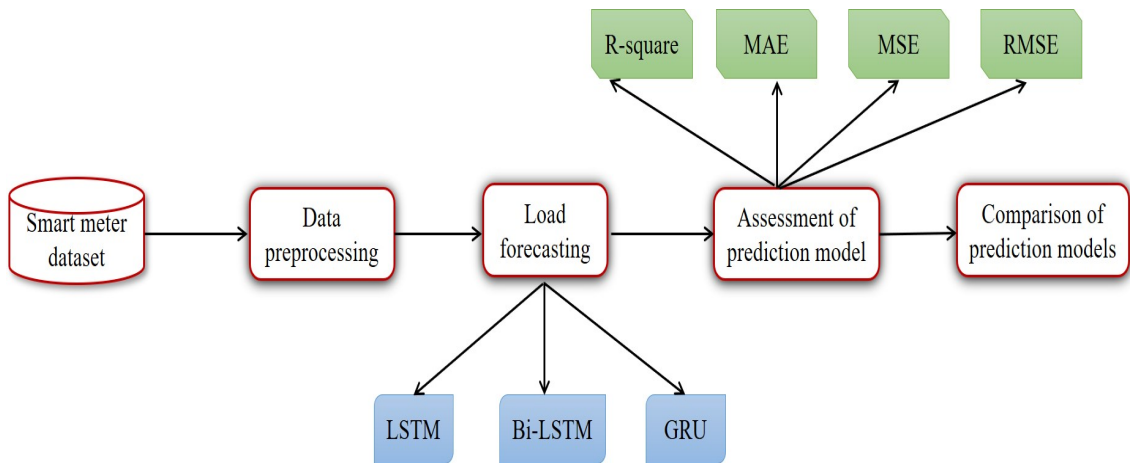 R-square
MAE
MSE
RMSE
Smart meter
dataset
Data
preprocessing
Load
forecasting
Assessment of
prediction model
Comparison of
prediction models
LSTM
Bi-LSTM
GRU